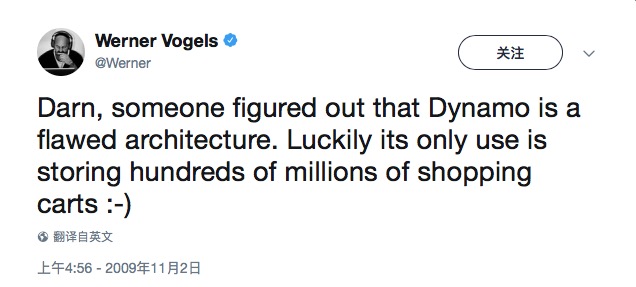 Werner Vogels
@Werner
关注
Darn, someone figured out that Dynamo is a
flawed architecture. Luckily its only use is
storing hundreds of millions of shopping
carts :-)
翻译自英文
上午4:56 - 2009年11月2日